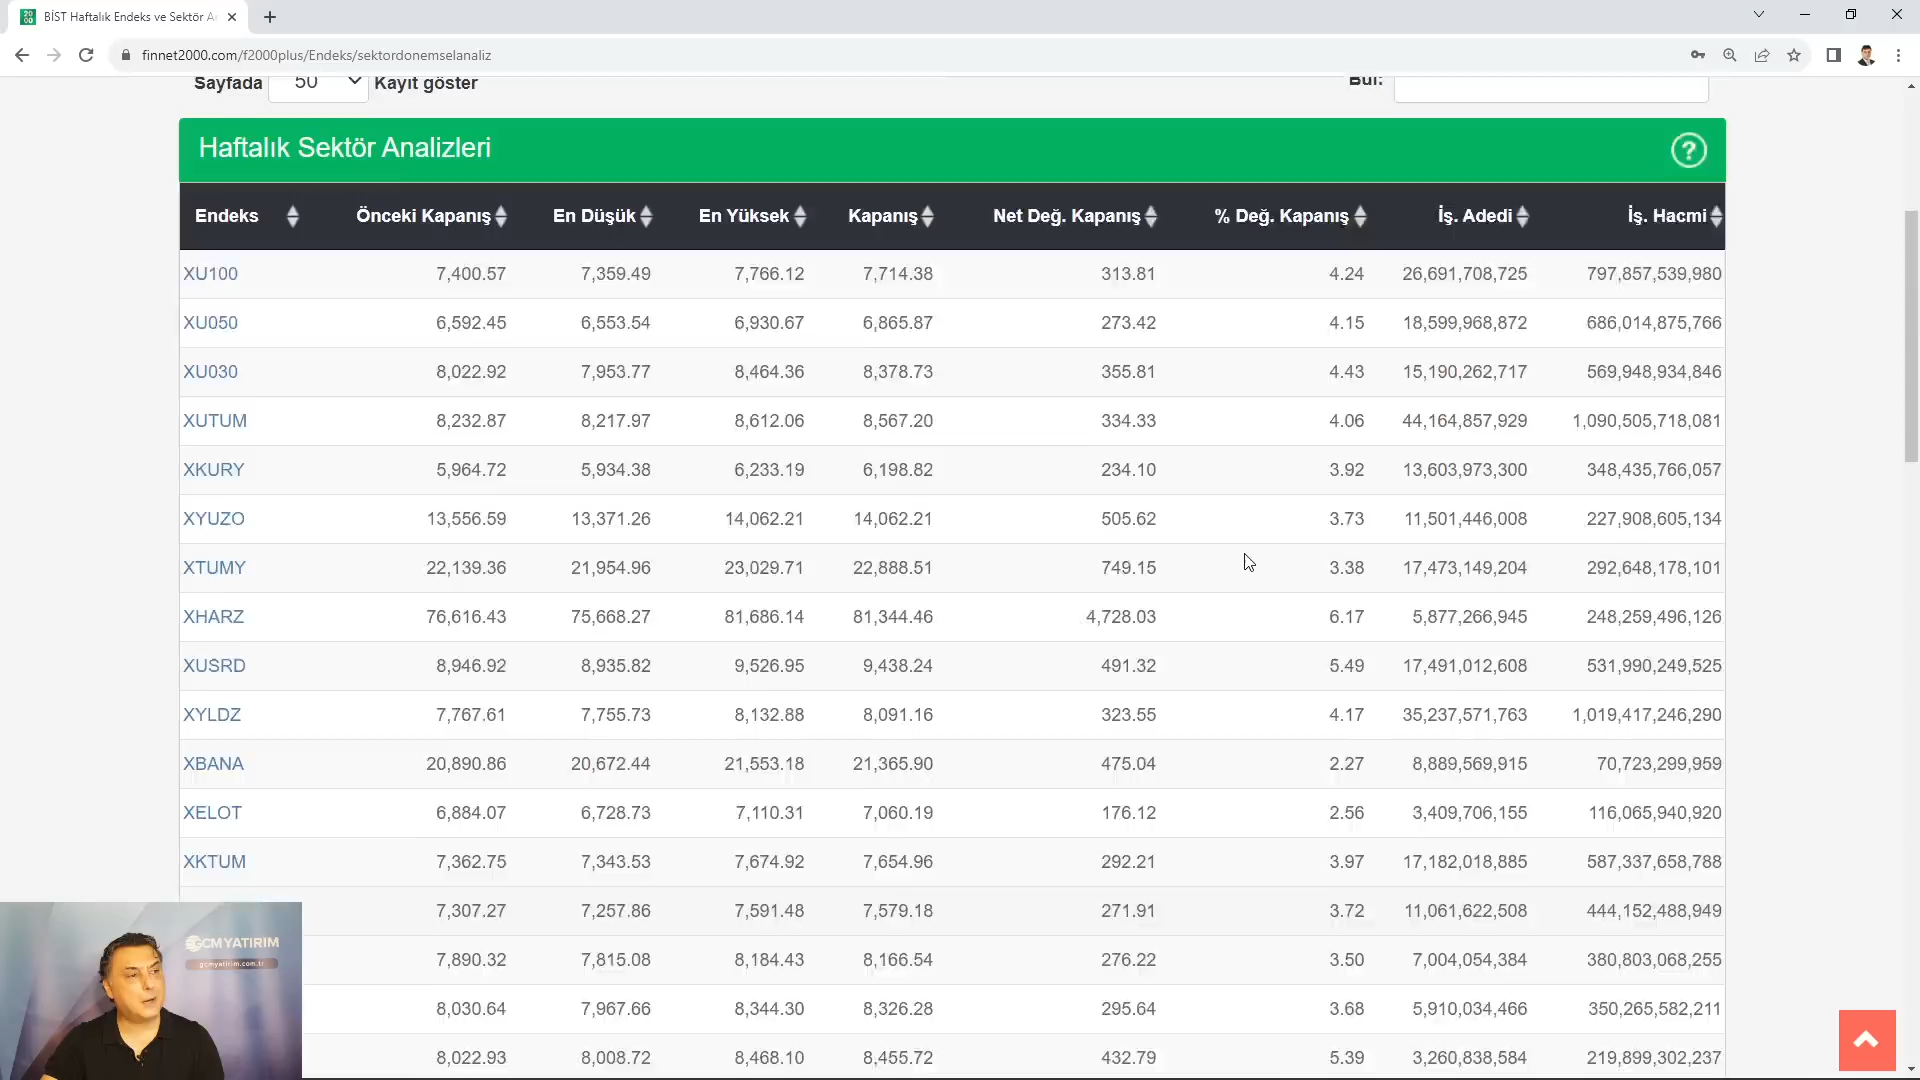 BİST Haftalık Endeks ve Sektör A
finnet2000.com/f2000plus/Endeks/sektordonemselanaliz
Sayfada 50 Kayıt göster Bul:
Haftalık Sektör Analizleri ?
Endeks Önceki Kapanış En Düşük En Yüksek Kapanış Net Değ. Kapanış % Değ. Kapanış İş. Adedi İş. Hacmi
XU100 7,400.57 7,359.49 7,766.12 7,714.38 313.81 4.24 26,691,708,725 797,857,539,980
XU050 6,592.45 6,553.54 6,930.67 6,865.87 273.42 4.15 18,599,968,872 686,014,875,766
XU030 8,022.92 7,953.77 8,464.36 8,378.73 355.81 4.43 15,190,262,717 569,948,934,846
XUTUM 8,232.87 8,217.97 8,612.06 8,567.20 334.33 4.06 44,164,857,929 1,090,505,718,081
XKURY 5,964.72 5,934.38 6,233.19 6,198.82 234.10 3.92 13,603,973,300 348,435,766,057
XYUZO 13,556.59 13,371.26 14,062.21 14,062.21 505.62 3.73 11,501,446,008 227,908,605,134
XTUMY 22,139.36 21,954.96 23,029.71 22,888.51 749.15 3.38 17,473,149,204 292,648,178,101
XHARZ 76,616.43 75,668.27 81,686.14 81,344.46 4,728.03 6.17 5,877,266,945 248,259,496,126
XUSRD 8,946.92 8,935.82 9,526.95 9,438.24 491.32 5.49 17,491,012,608 531,990,249,525
XYLDZ 7,767.61 7,755.73 8,132.88 8,091.16 323.55 4.17 35,237,571,763 1,019,417,246,290
XBANA 20,890.86 20,672.44 21,553.18 21,365.90 475.04 2.27 8,889,569,915 70,723,299,959
XELOT 6,884.07 6,728.73 7,110.31 7,060.19 176.12 2.56 3,409,706,155 116,065,940,920
XKTUM 7,362.75 7,343.53 7,674.92 7,654.96 292.21 3.97 17,182,018,885 587,337,658,788
7,307.27 7,257.86 7,591.48 7,579.18 271.91 3.72 11,061,622,508 444,152,488,949
7,890.32 7,815.08 8,184.43 8,166.54 276.22 3.50 7,004,054,384 380,803,068,255
8,030.64 7,967.66 8,344.30 8,326.28 295.64 3.68 5,910,034,466 350,265,582,211
8,022.93 8,008.72 8,468.10 8,455.72 432.79 5.39 3,260,838,584 219,899,302,237
GCM YATIRIM
gcmyatirim.com.tr